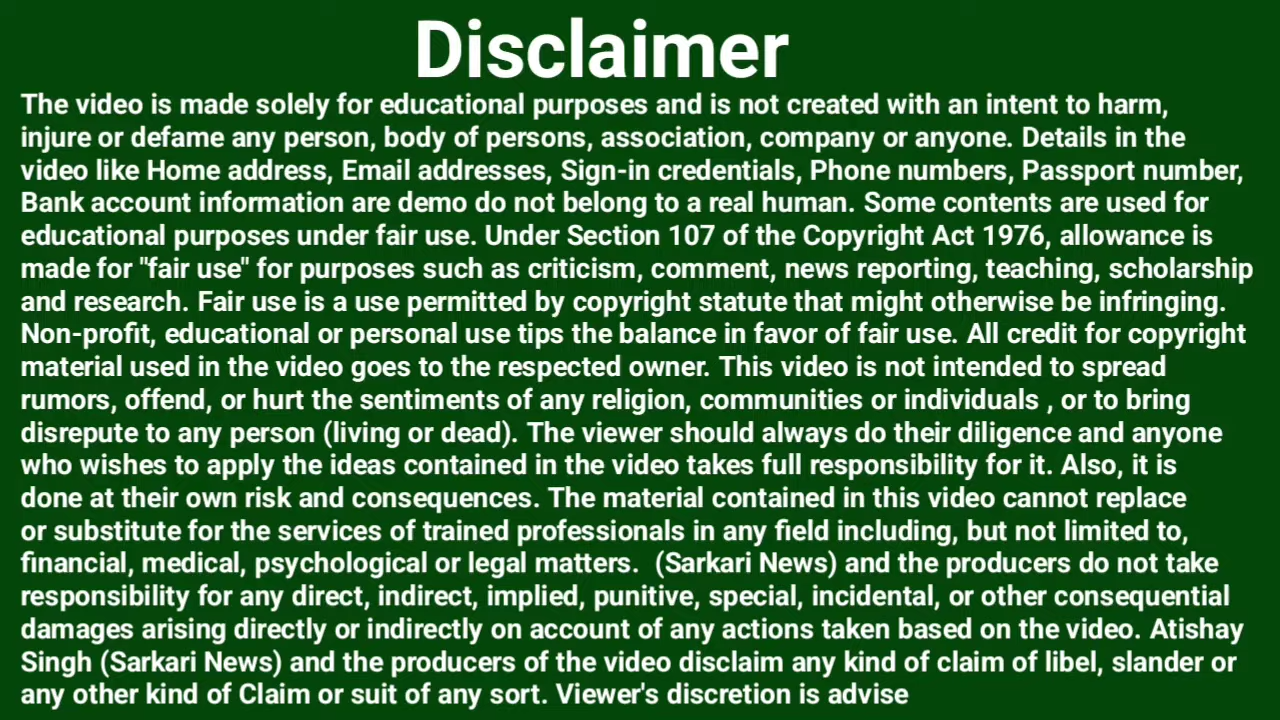 Disclaimer
The video is made solely for educational purposes and is not created with an intent to harm,
injure or defame any person, body of persons, association, company or anyone. Details in the
video like Home address, Email addresses, Sign-in credentials, Phone numbers, Passport number,
Bank account information are demo do not belong to a real human. Some contents are used for
educational purposes under fair use. Under Section 107 of the Copyright Act 1976, allowance is
made for "fair use" for purposes such as criticism, comment, news reporting, teaching, scholarship
and research. Fair use is a use permitted by copyright statute that might otherwise be infringing.
Non-profit, educational or personal use tips the balance in favor of fair use. All credit for copyright
material used in the video goes to the respected owner. This video is not intended to spread
rumors, offend, or hurt the sentiments of any religion, communities or individuals , or to bring
disrepute to any person (living or dead). The viewer should always do their diligence and anyone
who wishes to apply the ideas contained in the video takes full responsibility for it. Also, it is
done at their own risk and consequences. The material contained in this video cannot replace
or substitute for the services of trained professionals in any field including, but not limited to,
financial, medical, psychological or legal matters.  (Sarkari News) and the producers do not take
responsibility for any direct, indirect, implied, punitive, special, incidental, or other consequential
damages arising directly or indirectly on account of any actions taken based on the video. Atishay
Singh (Sarkari News) and the producers of the video disclaim any kind of claim of libel, slander or
any other kind of Claim or suit of any sort. Viewer's discretion is advise